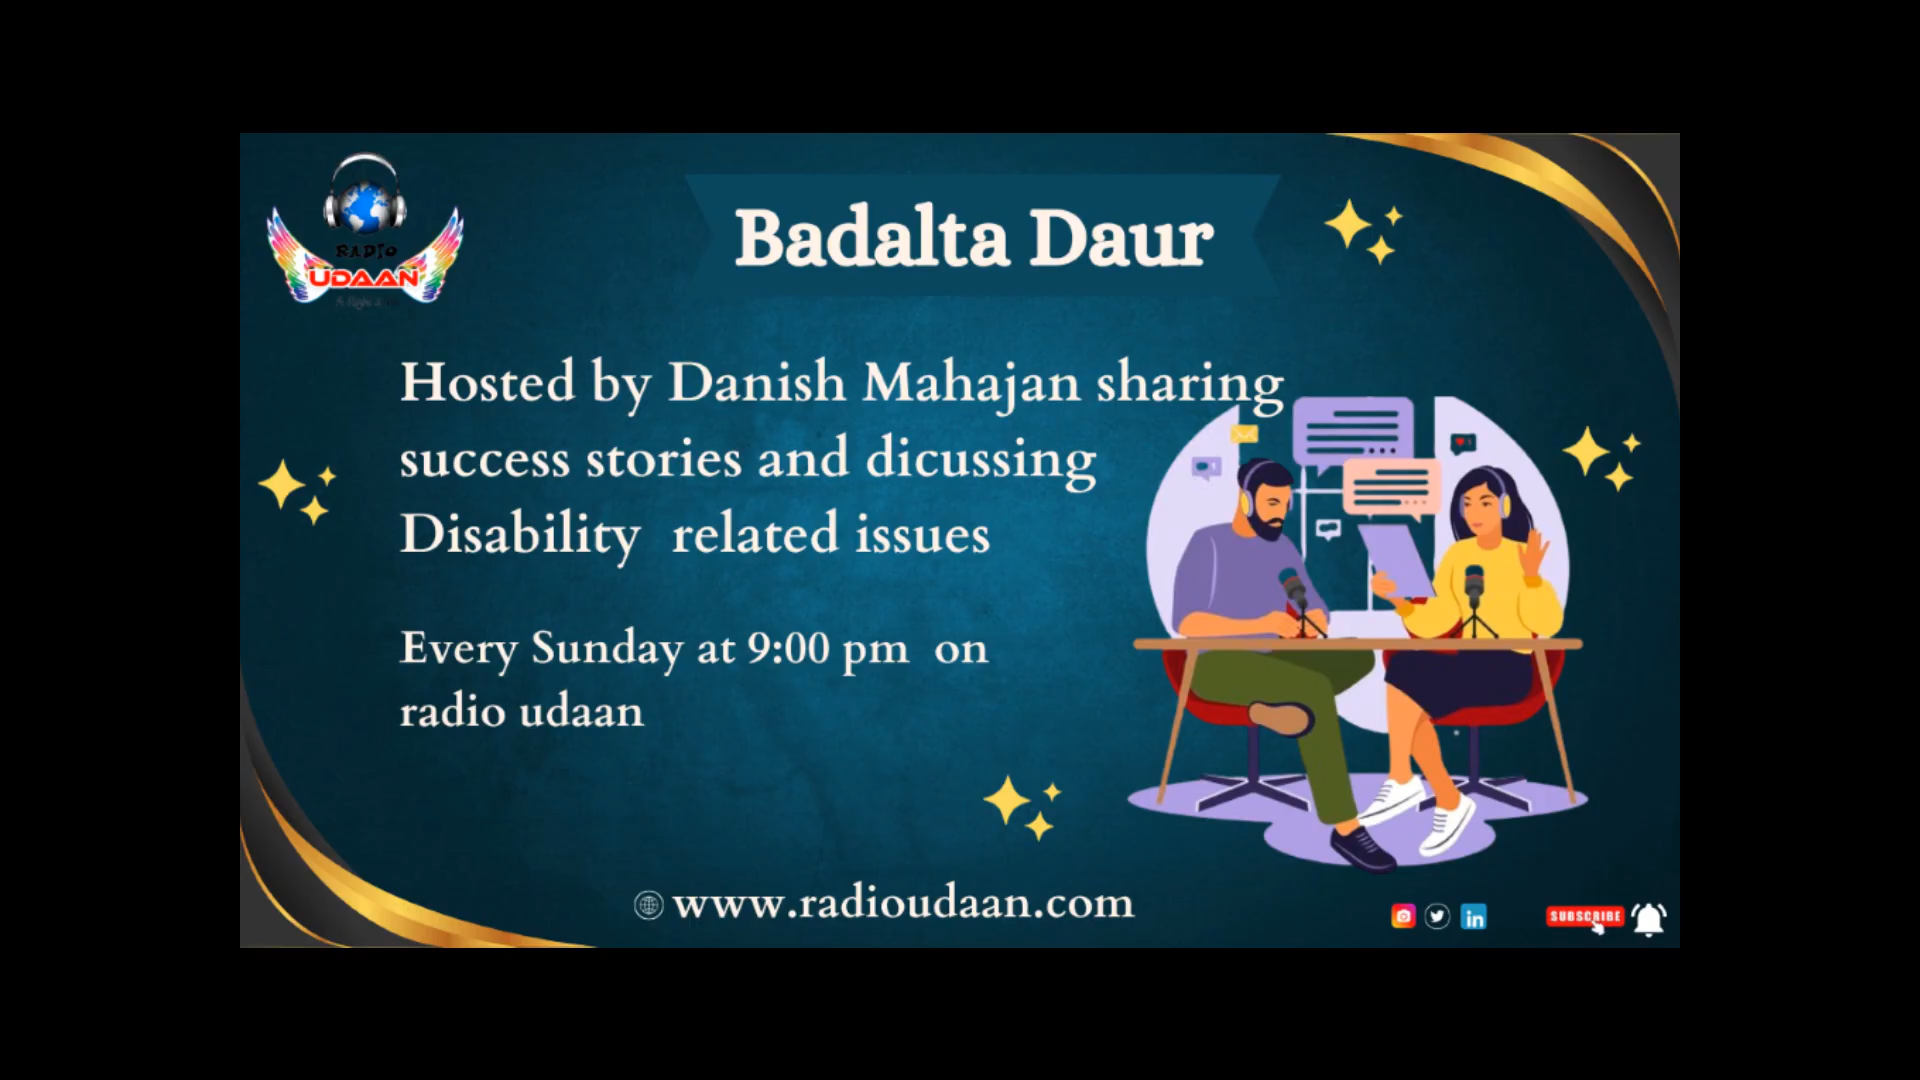 RADIO
UDAAN
Badalta Daur
Hosted by Danish Mahajan sharing
success stories and dicussing
Disability related issues
Every Sunday at 9:00 pm on
radio udaan
www.radioudaan.com
SUBSCRIBE